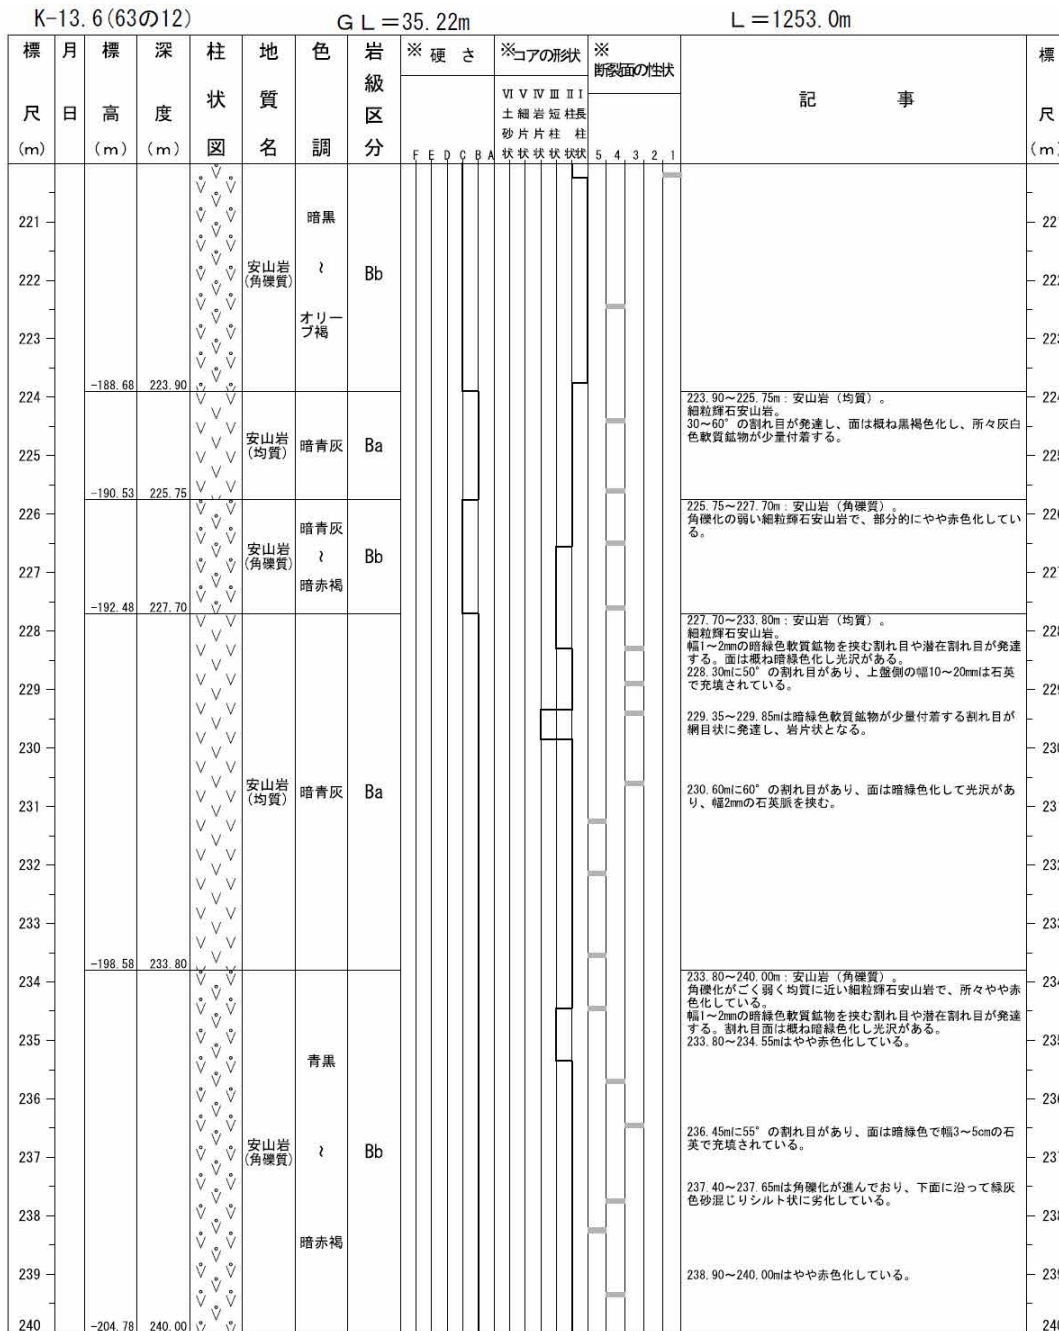 K-13.6(63の12)
GL=35.22m
L=1253.0m
標尺(m)
月日
標高(m)
深度(m)
柱状図
地質名
色調
岩級区分
※硬さ
F E D C B A
※コアの形状
Ⅵ土砂状
Ⅴ細片状
Ⅳ岩片状
Ⅲ短柱状
Ⅱ柱状
Ⅰ長柱状
※断裂面の性状
5 4 3 2 1
記事
標尺(m)
221
222
223
224
225
226
227
228
229
230
231
232
233
234
235
236
237
238
239
240
-188.68 223.90
-190.53 225.75
-192.48 227.70
-198.58 233.80
-204.78 240.00
安山岩
(角礫質)
暗黒
~
オリー
ブ褐
Bb
安山岩
(均質)
暗青灰
Ba
安山岩
(角礫質)
暗青灰
~
暗赤褐
Bb
安山岩
(均質)
暗青灰
Ba
安山岩
(角礫質)
青黒
~
暗赤褐
Bb
223.90~225.75m:安山岩(均質)。
細粒輝石安山岩。
30~60°の割れ目が発達し、面は概ね黒褐色化し、所々灰白
色軟質鉱物が少量付着する。
225.75~227.70m:安山岩(角礫質)。
角礫化の弱い細粒輝石安山岩で、部分的にやや赤色化してい
る。
227.70~233.80m:安山岩(均質)。
細粒輝石安山岩。
幅1~2mmの暗緑色軟質鉱物を挟む割れ目や潜在割れ目が発達
する。面は概ね暗緑色化し光沢がある。
228.30mに50°の割れ目があり、上盤側の幅10~20mmは石英
で充填されている。
229.35~229.85mは暗緑色軟質鉱物が少量付着する割れ目が
網目状に発達し、岩片状となる。
230.60mに60°の割れ目があり、面は暗緑色化して光沢があ
り、幅2mmの石英脈を挟む。
233.80~240.00m:安山岩(角礫質)。
角礫化がごく弱く均質に近い細粒輝石安山岩で、所々やや赤
色化している。
幅1~2mmの暗緑色軟質鉱物を挟む割れ目や潜在割れ目が発達
する。割れ目面は概ね暗緑色化し光沢がある。
233.80~234.55mはやや赤色化している。
236.45mに55°の割れ目があり、面は暗緑色で幅3~5cmの石
英で充填されている。
237.40~237.65mは角礫化が進んでおり、下面に沿って緑灰
色砂混じりシルト状に劣化している。
238.90~240.00mはやや赤色化している。